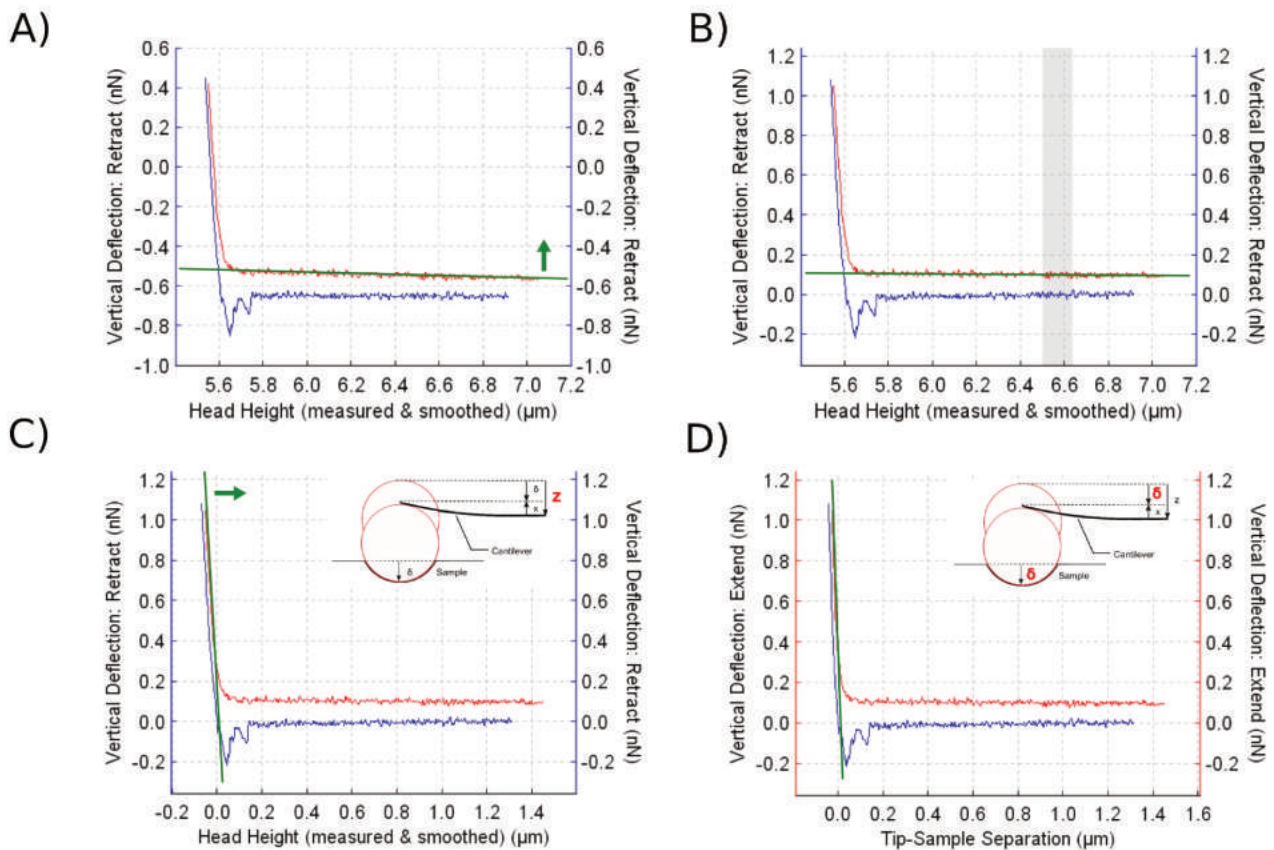 A)
Vertical Deflection: Retract (nN)
0.6
0.4
0.2
0.0
-0.2
-0.4
-0.6
-0.8
-1.0
0.6
0.4
0.2
0.0
-0.2
-0.4
-0.6
-0.8
-1.0
Vertical Deflection: Retract (nN)
5.6 5.8 6.0 6.2 6.4 6.6 6.8 7.0 7.2
Head Height (measured & smoothed) (µm)
B)
Vertical Deflection: Retract (nN)
1.2
1.0
0.8
0.6
0.4
0.2
0.0
-0.2
1.2
1.0
0.8
0.6
0.4
0.2
0.0
-0.2
Vertical Deflection: Retract (nN)
5.6 5.8 6.0 6.2 6.4 6.6 6.8 7.0 7.2
Head Height (measured & smoothed) (µm)
C)
Vertical Deflection: Retract (nN)
1.2
1.0
0.8
0.6
0.4
0.2
0.0
-0.2
δ
z
x
Cantilever
δ
Sample
1.2
1.0
0.8
0.6
0.4
0.2
0.0
-0.2
Vertical Deflection: Retract (nN)
-0.2 0.0 0.2 0.4 0.6 0.8 1.0 1.2 1.4
Head Height (measured & smoothed) (µm)
D)
Vertical Deflection: Extend (nN)
1.2
1.0
0.8
0.6
0.4
0.2
0.0
-0.2
δ
z
x
Cantilever
δ
Sample
1.2
1.0
0.8
0.6
0.4
0.2
0.0
-0.2
Vertical Deflection: Extend (nN)
0.0 0.2 0.4 0.6 0.8 1.0 1.2 1.4 1.6
Tip-Sample Separation (µm)